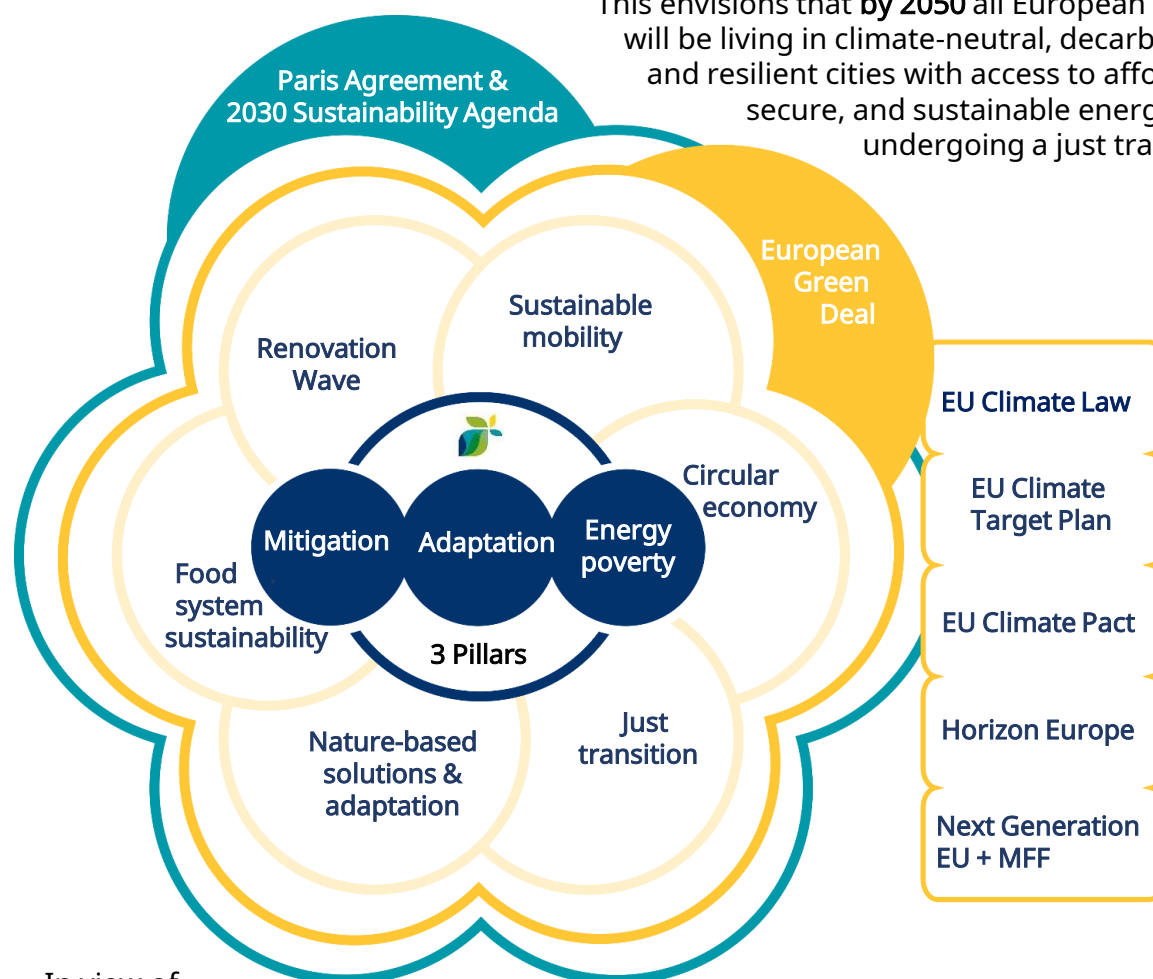 This envisions that by 2050 all European
will be living in climate-neutral, decarb
and resilient cities with access to affo
secure, and sustainable energ
undergoing a just tra
Paris Agreement &
2030 Sustainability Agenda
European
Green
Deal
Sustainable
mobility
Renovation
Wave
EU Climate Law
Circular
economy
EU Climate
Target Plan
Mitigation
Adaptation
Energy
poverty
Food
system
sustainability
3 Pillars
EU Climate Pact
Just
transition
Horizon Europe
Nature-based
solutions &
adaptation
Next Generation
EU + MFF
In view of